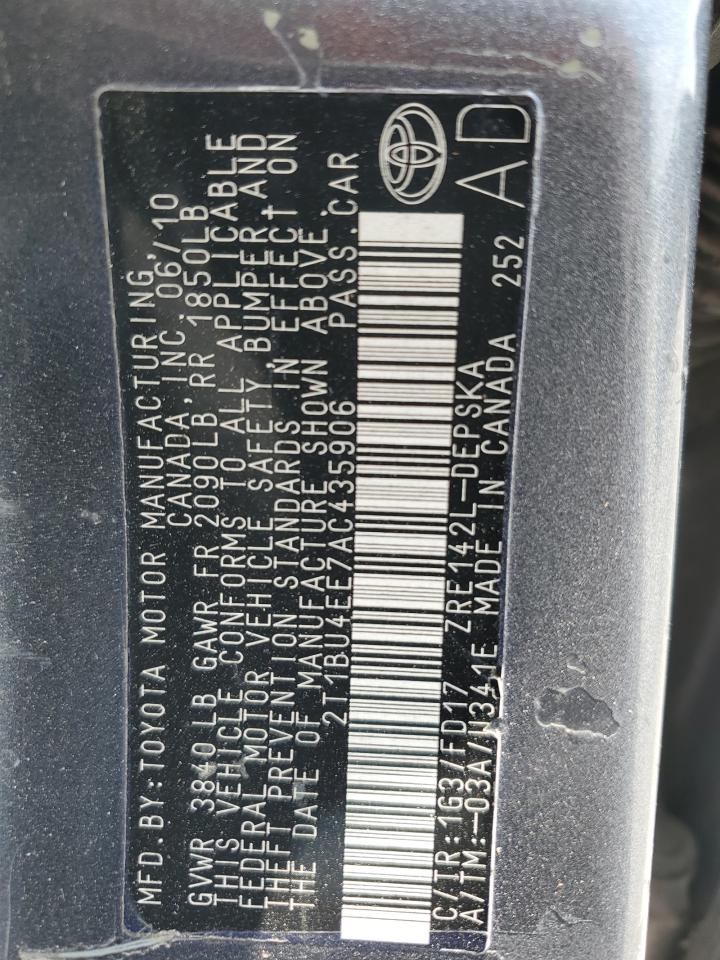 MFD.BY:TOYOTA MOTOR MANUFACTURING,
CANADA,INC. 06/10
GVWR 3840LB GAWR FR 2090LB RR 1850LB
THIS VEHICLE CONFORMS TO ALL APPLICABLE
FEDERAL MOTOR VEHICLE SAFETY BUMPER AND
THEFT PREVENTION STANDARDS IN EFFECT ON
THE DATE OF MANUFACTURE SHOWN ABOVE.
2T1BU4EE7AC435906 PASS.CAR
C/TR:1G3/FD17 ZRE142L-DEPSKA
A/TM:-03A/U341E MADE IN CANADA 252
AD